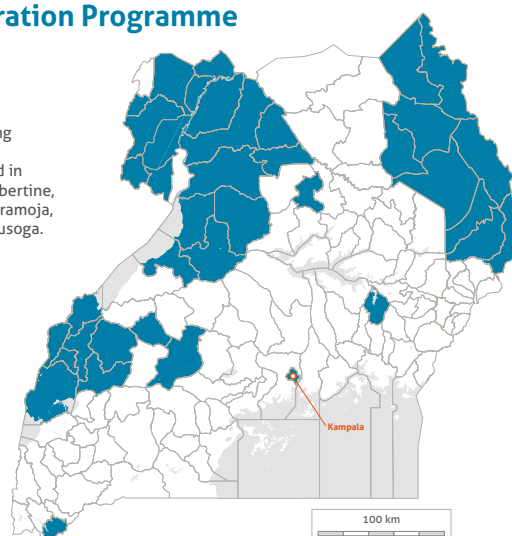 ration Programme
ng
d in
bertine,
ramoja,
usoga.
Kampala
100 km